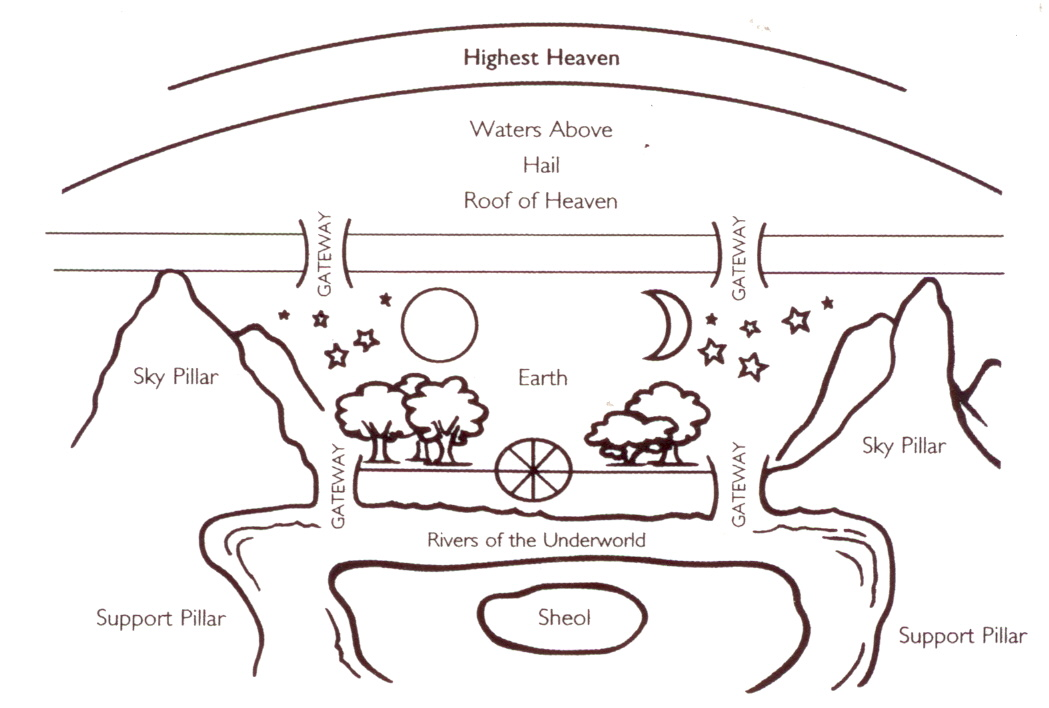 Highest Heaven
Waters Above
Hail
Roof of Heaven
GATEWAY
GATEWAY
Sky Pillar
Earth
Sky Pillar
GATEWAY
GATEWAY
Rivers of the Underworld
Support Pillar
Sheol
Support Pillar